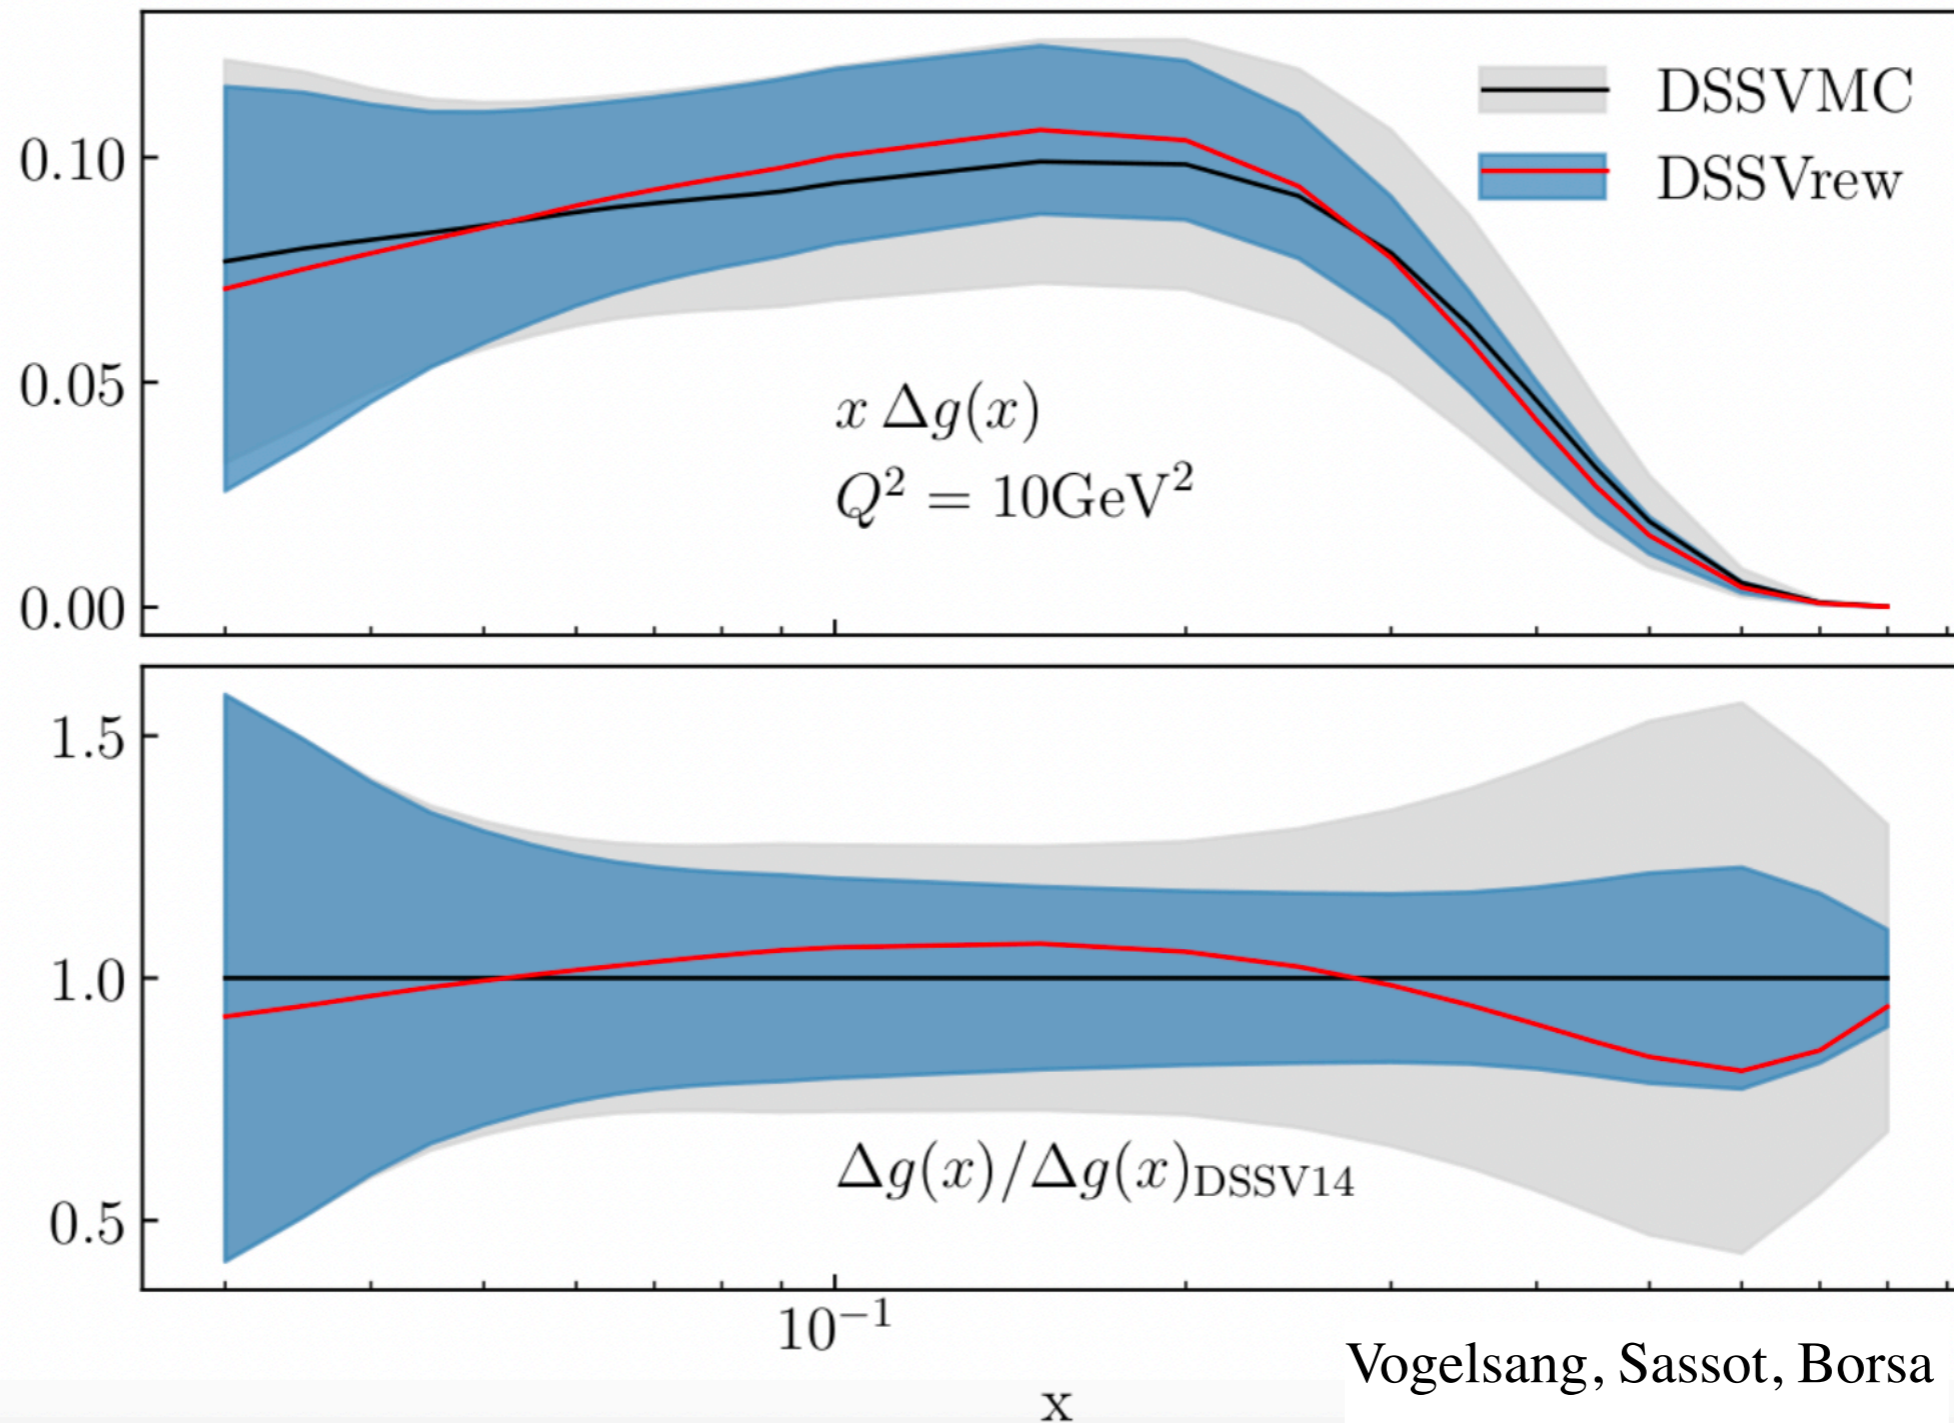 DSSVMC
DSSVrew
0.10
0.05
0.00
x Δg(x)
Q² = 10GeV²
1.5
1.0
0.5
Δg(x)/Δg(x)DSSV14
10⁻¹
Vogelsang, Sassot, Borsa
x